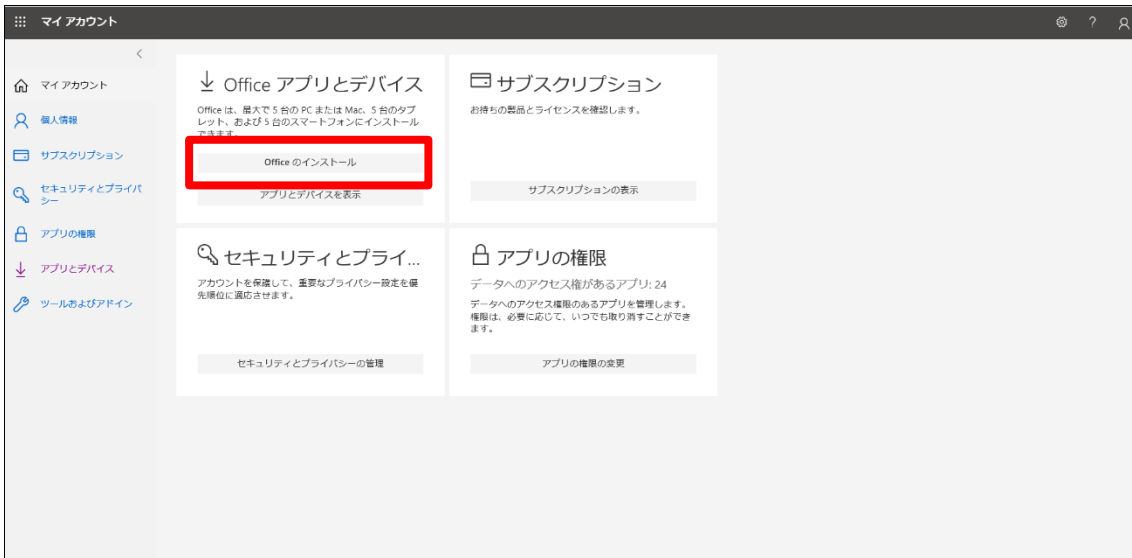 マイ アカウント
?
マイ アカウント
個人情報
サブスクリプション
セキュリティとプライバ
シー
アプリの権限
アプリとデバイス
ツールおよびアドイン
Office アプリとデバイス
Office は、最大で 5 台の PC または Mac、5 台のタブ
レット、および 5 台のスマートフォンにインストール
できます。
Office のインストール
アプリとデバイスを表示
サブスクリプション
お持ちの製品とライセンスを確認します。
サブスクリプションの表示
セキュリティとプライ...
アカウントを保護して、重要なプライバシー設定を優
先順位に適応させます。
セキュリティとプライバシーの管理
アプリの権限
データへのアクセス権があるアプリ: 24
データへのアクセス権限のあるアプリを管理します。
権限は、必要に応じて、いつでも取り消すことができ
ます。
アプリの権限の変更